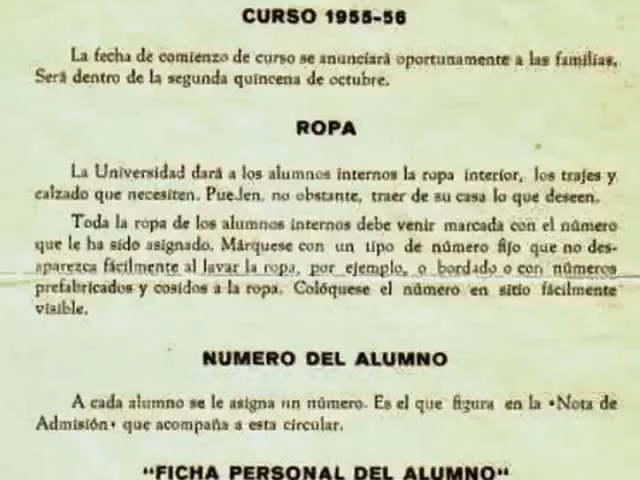 CURSO 1955-56
La fecha de comienzo de curso se anunciará oportunamente a las familias.
Será dentro de la segunda quincena de octubre.
ROPA
La Universidad dará a los alumnos internos la ropa interior, los trajes y
calzado que necesiten. Pueden, no obstante, traer de su casa lo que deseen.
Toda la ropa de los alumnos internos debe venir marcada con el número
que le ha sido asignado. Márquese con un tipo de número fijo que no des-
aparezca fácilmente al lavar la ropa, por ejemplo, o bordado o con números
prefabricados y cosidos a la ropa. Colóquese el número en sitio fácilmente
visible.
NUMERO DEL ALUMNO
A cada alumno se le asigna un número. Es el que figura en la «Nota de
Admisión» que acompaña a esta circular.
"FICHA PERSONAL DEL ALUMNO"